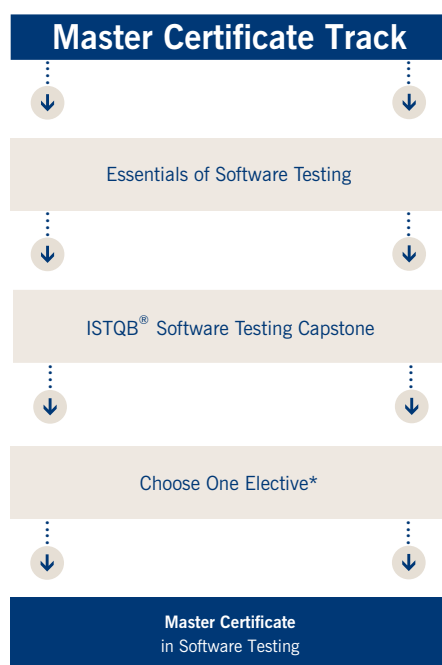 Master Certificate Track
Essentials of Software Testing
ISTQB® Software Testing Capstone
Choose One Elective*
Master Certificate
in Software Testing